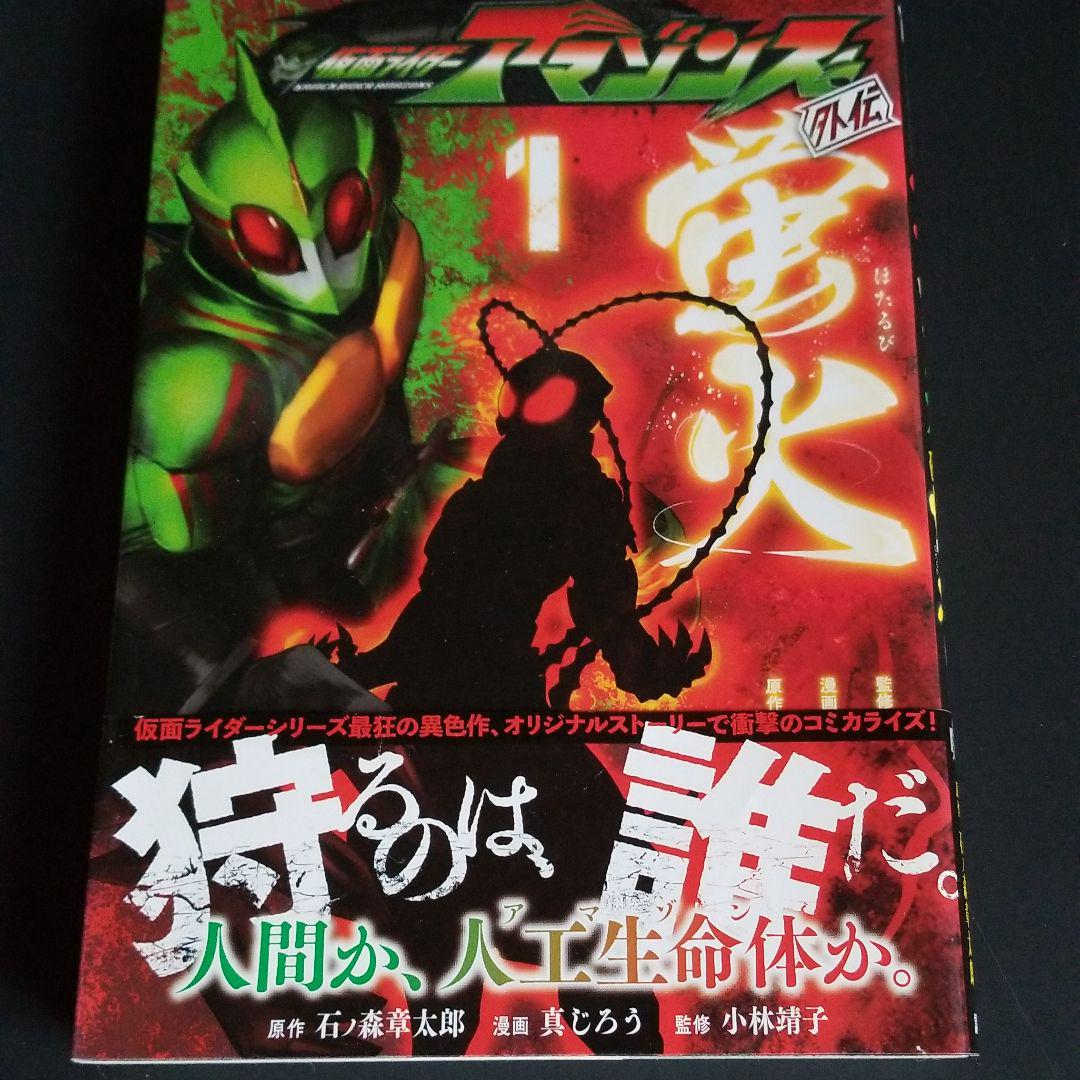 仮面ライダー
KAMEN RIDER AMAZONS
アマゾンズ
外伝
蛍火
ほたるび
1
監修
漫画
原作
仮面ライダーシリーズ最狂の異色作、オリジナルストーリーで衝撃のコミカライズ！
狩るのは、誰だ。
アマゾン
人間か、人工生命体か。
原作 石ノ森章太郎 漫画 真じろう 監修 小林靖子